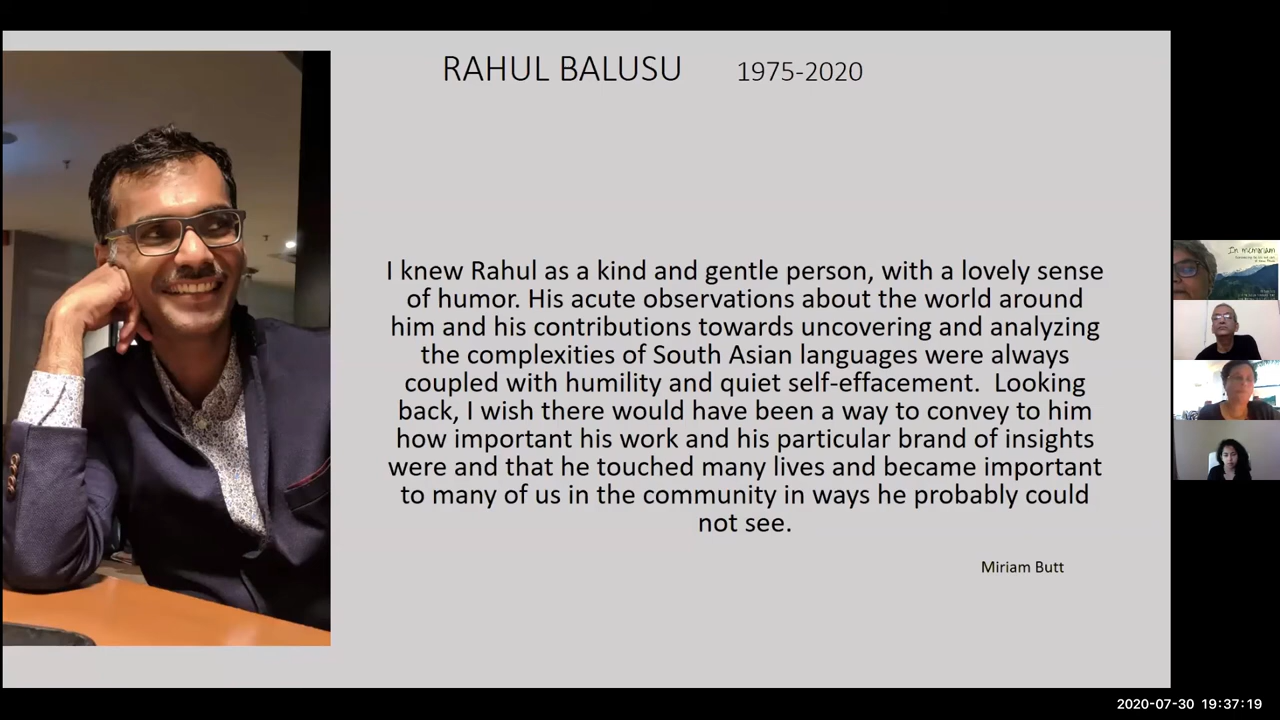 RAHUL BALUSU 1975-2020
I knew Rahul as a kind and gentle person, with a lovely sense
of humor. His acute observations about the world around
him and his contributions towards uncovering and analyzing
the complexities of South Asian languages were always
coupled with humility and quiet self-effacement. Looking
back, I wish there would have been a way to convey to him
how important his work and his particular brand of insights
were and that he touched many lives and became important
to many of us in the community in ways he probably could
not see.
Miriam Butt
In memoriam
2020-07-30 19:37:19